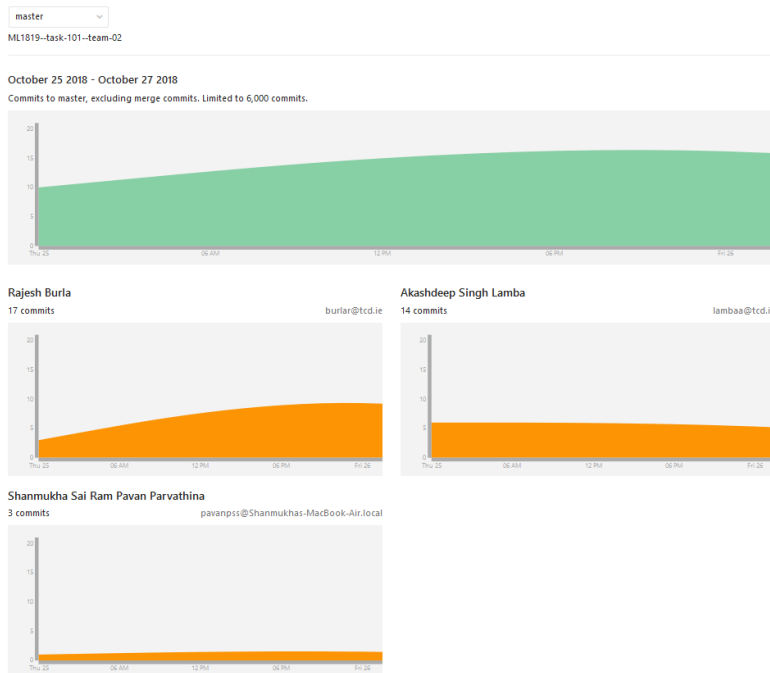 master
ML1819--task-101--team-02
October 25 2018 - October 27 2018
Commits to master, excluding merge commits. Limited to 6,000 commits.
20
15
10
5
0
Thu 25 06 AM 12 PM 06 PM Fri 26
Rajesh Burla
17 commits burlar@tcd.ie
20
15
10
5
0
Thu 25 06 AM 12 PM 06 PM Fri 26
Akashdeep Singh Lamba
14 commits lambaa@tcd.i
20
15
10
5
0
Thu 25 06 AM 12 PM 06 PM Fri 26
Shanmukha Sai Ram Pavan Parvathina
3 commits pavanpss@Shanmukhas-MacBook-Air.local
20
15
10
5
0
Thu 25 06 AM 12 PM 06 PM Fri 26